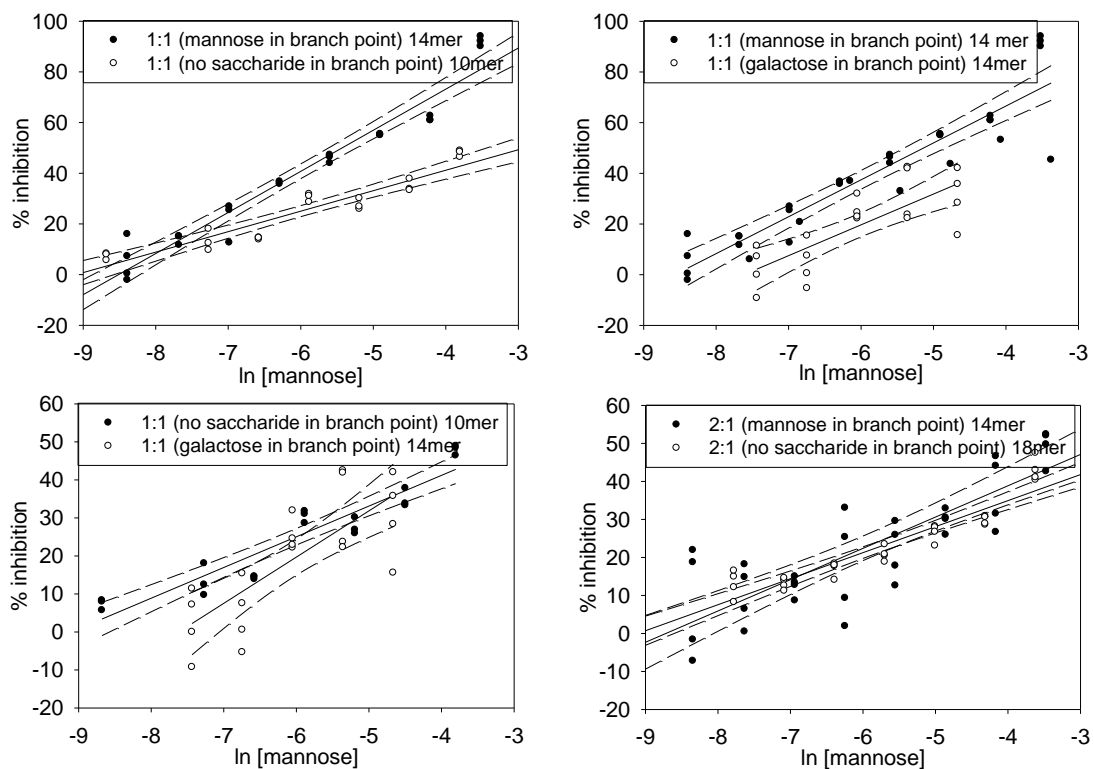 1:1 (mannose in branch point) 14mer
1:1 (no saccharide in branch point) 10mer
% inhibition
100
80
60
40
20
0
-20
-9 -8 -7 -6 -5 -4 -3
ln [mannose]
1:1 (mannose in branch point) 14 mer
1:1 (galactose in branch point) 14mer
% inhibition
100
80
60
40
20
0
-20
-9 -8 -7 -6 -5 -4 -3
ln [mannose]
1:1 (no saccharide in branch point) 10mer
1:1 (galactose in branch point) 14mer
% inhibition
60
50
40
30
20
10
0
-10
-20
-9 -8 -7 -6 -5 -4 -3
ln [mannose]
2:1 (mannose in branch point) 14mer
2:1 (no saccharide in branch point) 18mer
% inhibition
60
50
40
30
20
10
0
-10
-20
-9 -8 -7 -6 -5 -4 -3
ln [mannose]